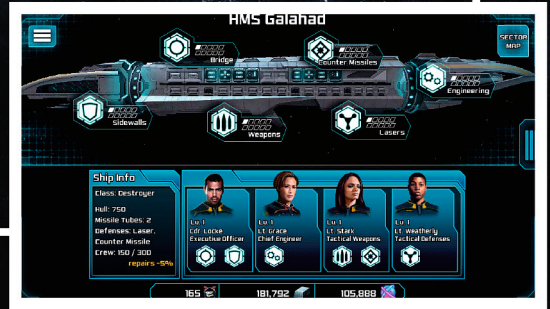 HMS Galahad
SECTOR
MAP
Bridge
Counter Missiles
Engineering
Sidewalls
Weapons
Lasers
Ship Info
Class: Destroyer
Hull: 750
Missile Tubes: 2
Defenses: Laser,
Counter Missile
Crew: 150 / 300
repairs -5%
Lv. 1
Cdr. Locke
Executive Officer
Lv. 1
Lt. Grace
Chief Engineer
Lv. 1
Lt. Stark
Tactical Weapons
Lv. 1
Lt. Weatherly
Tactical Defenses
165
181,792
105,888